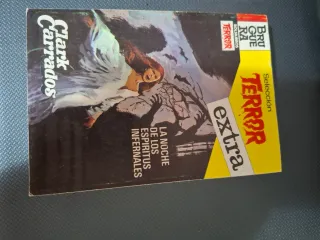 BRU
GUE
RA
TERROR
Selección
TERROR
extra
Clark
Carrados
LA NOCHE
DE LOS
ESPIRITUS
INFERNALES